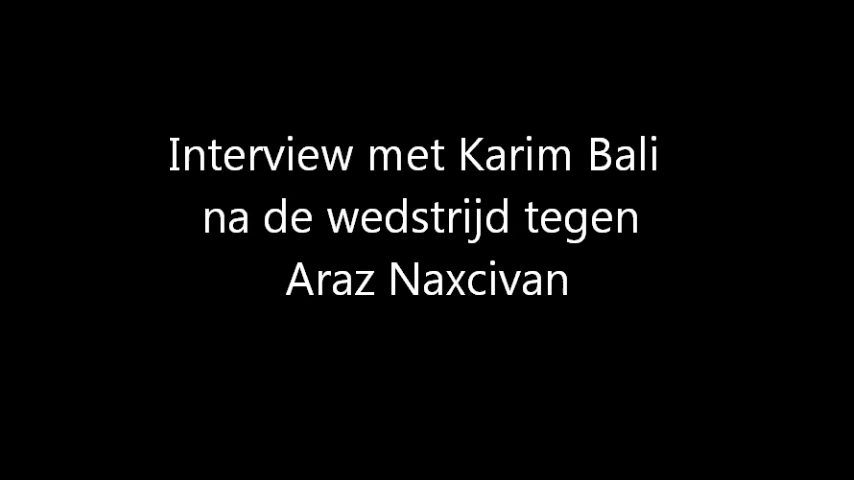 Interview met Karim Bali
na de wedstrijd tegen
Araz Naxcivan